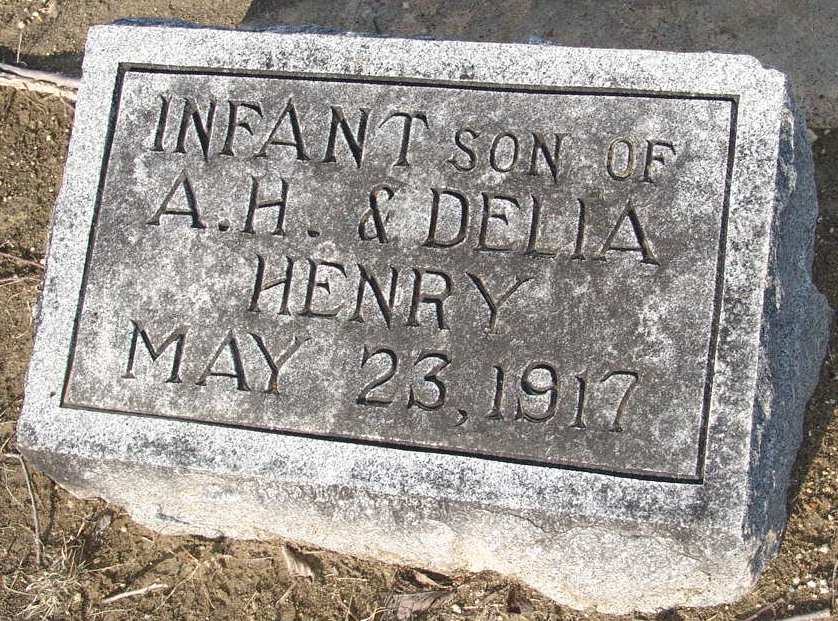 INFANT SON OF
A.H. & DELIA
HENRY
MAY 23, 1917